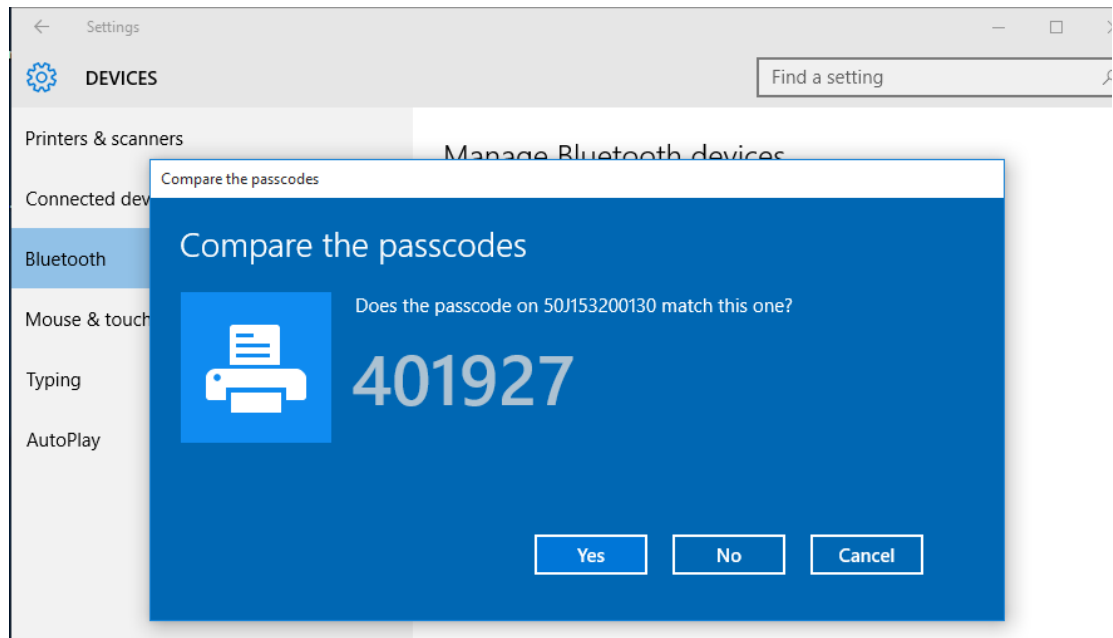 Settings
DEVICES
Find a setting
Printers & scanners
Manage Bluetooth devices
Connected dev
Bluetooth
Mouse & touch
Typing
AutoPlay
Compare the passcodes
Compare the passcodes
Does the passcode on 50J153200130 match this one?
401927
Yes No Cancel